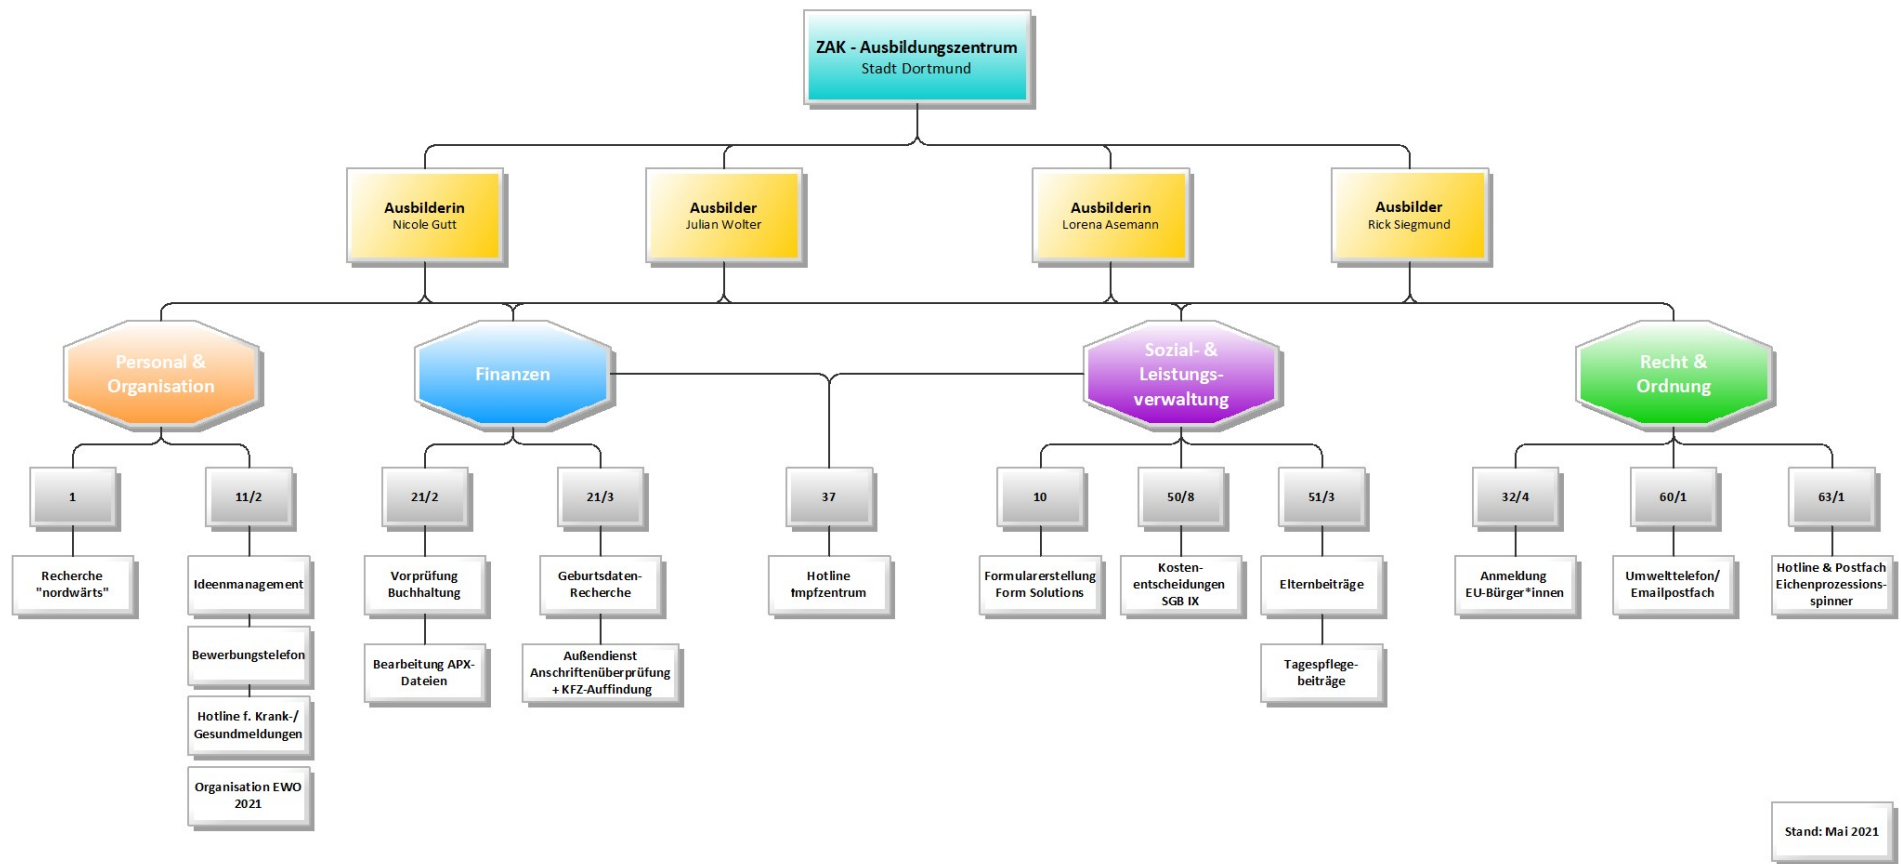 ZAK - Ausbildungszentrum
Stadt Dortmund
Ausbilderin
Nicole Gutt
Ausbilder
Julian Wolter
Ausbilderin
Lorena Asemann
Ausbilder
Rick Siegmund
Personal &
Organisation
Finanzen
Sozial- &
Leistungs-
verwaltung
Recht &
Ordnung
1
11/2
21/2
21/3
37
10
50/8
51/3
32/4
60/1
63/1
Recherche
"nordwärts"
Ideenmanagement
Bewerbungstelefon
Hotline f. Krank-/
Gesundmeldungen
Organisation EWO
2021
Vorprüfung
Buchhaltung
Bearbeitung APX-
Dateien
Geburtsdaten-
Recherche
Außendienst
Anschriftenüberprüfung
+ KFZ-Auffindung
Hotline
Impfzentrum
Formularerstellung
Form Solutions
Kosten-
entscheidungen
SGB IX
Elternbeiträge
Tagespflege-
beiträge
Anmeldung
EU-Bürger*innen
Umwelttelefon/
Emailpostfach
Hotline & Postfach
Eichenprozessions-
spinner
Stand: Mai 2021